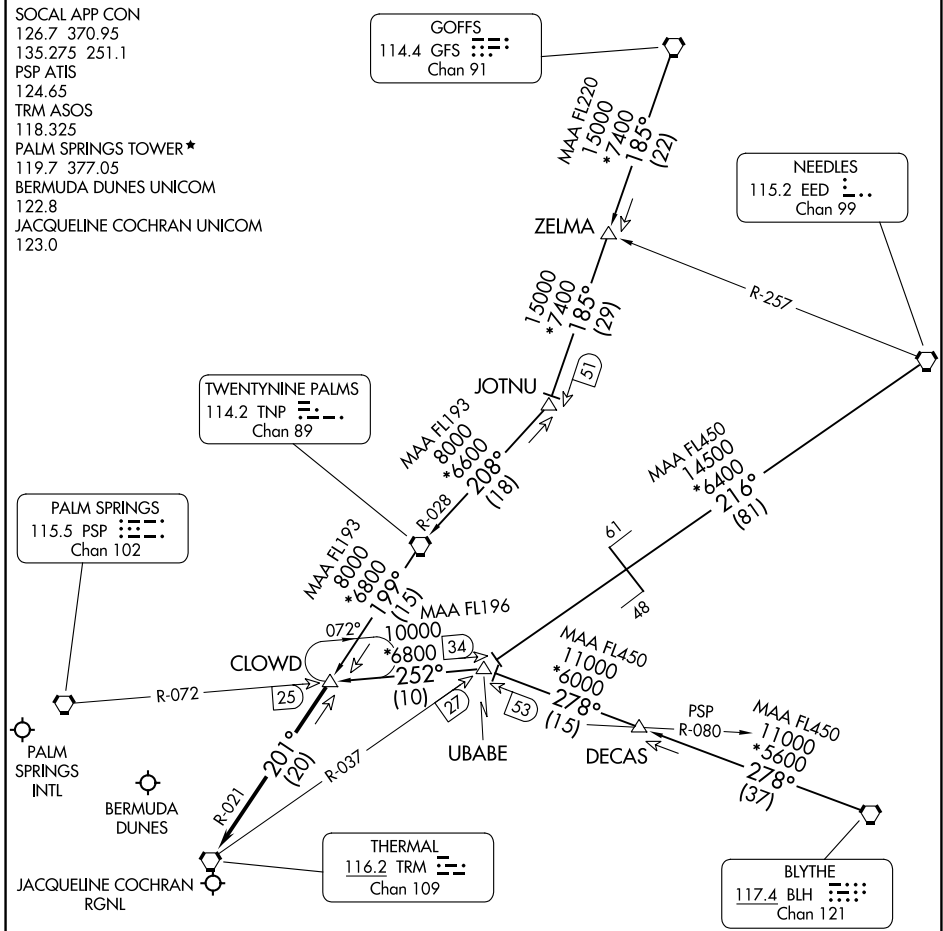 SOCAL APP CON
126.7 370.95
135.275 251.1
PSP ATIS
124.65
TRM ASOS
118.325
PALM SPRINGS TOWER★
119.7 377.05
BERMUDA DUNES UNICOM
122.8
JACQUELINE COCHRAN UNICOM
123.0
GOFFS
114.4 GFS
Chan 91
MAA FL220
15000
*7400
185°
(22)
NEEDLES
115.2 EED
Chan 99
ZELMA
R-257
15000
*7400
185°
(29)
JOTNU
51
TWENTYNINE PALMS
114.2 TNP
Chan 89
MAA FL193
8000
*6600
208°
(18)
R-028
MAA FL450
14500
*6400
216°
(81)
61
48
PALM SPRINGS
115.5 PSP
Chan 102
MAA FL193
8000
*6800
199°
(15)
MAA FL196
10000
*6800
252°
(10)
072°
34
CLOWD
R-072
25
27
53
MAA FL450
11000
*6000
278°
(15)
UBABE
DECAS
PSP
R-080
MAA FL450
11000
*5600
278°
(37)
PALM
SPRINGS
INTL
BERMUDA
DUNES
201°
(20)
R-021
R-037
JACQUELINE COCHRAN
RGNL
THERMAL
116.2 TRM
Chan 109
BLYTHE
117.4 BLH
Chan 121